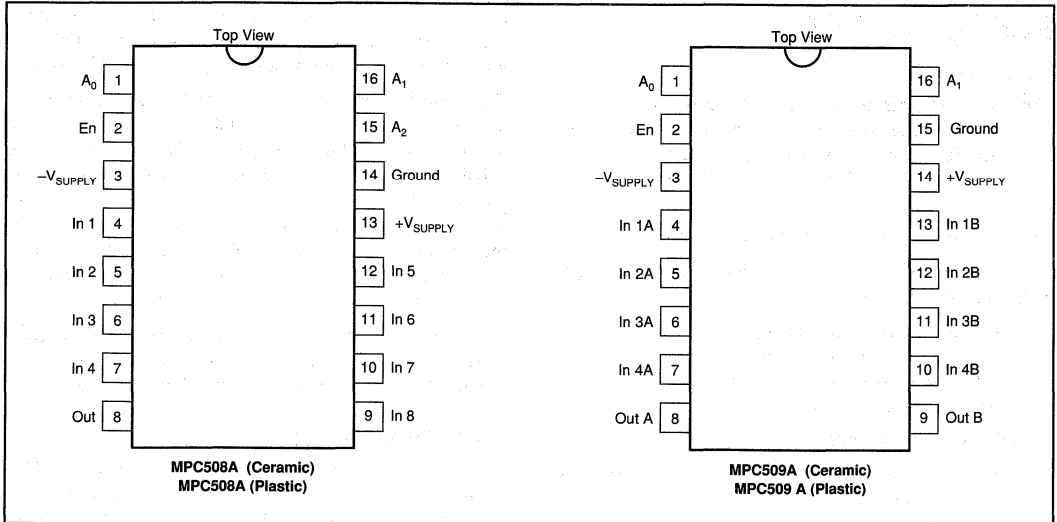 Top View
A0 1
En 2
–VSUPPLY 3
In 1 4
In 2 5
In 3 6
In 4 7
Out 8
16 A1
15 A2
14 Ground
13 +VSUPPLY
12 In 5
11 In 6
10 In 7
9 In 8
MPC508A (Ceramic)
MPC508A (Plastic)
Top View
A0 1
En 2
–VSUPPLY 3
In 1A 4
In 2A 5
In 3A 6
In 4A 7
Out A 8
16 A1
15 Ground
14 +VSUPPLY
13 In 1B
12 In 2B
11 In 3B
10 In 4B
9 Out B
MPC509A (Ceramic)
MPC509 A (Plastic)